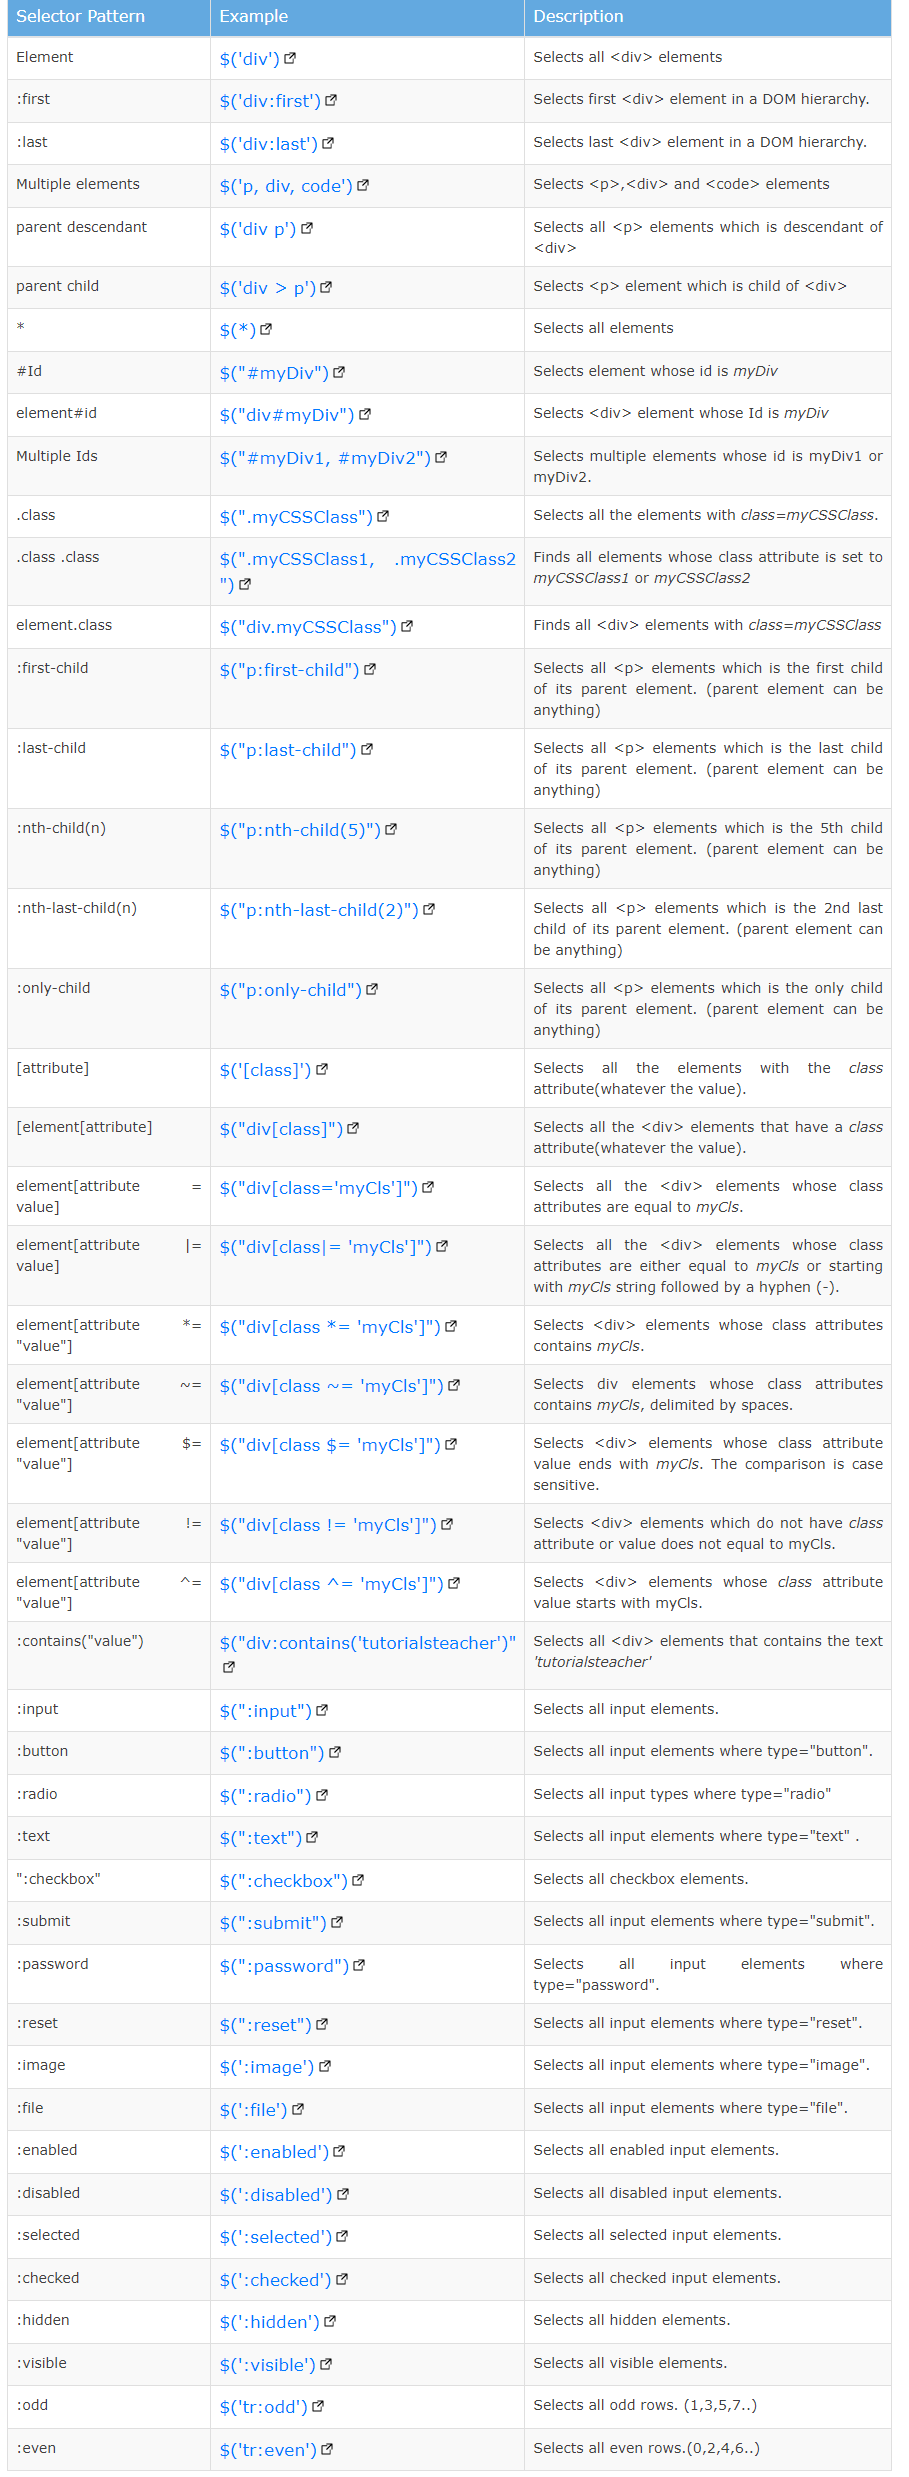 Selector Pattern Example Description
Element $('div') Selects all <div> elements
:first $('div:first') Selects first <div> element in a DOM hierarchy.
:last $('div:last') Selects last <div> element in a DOM hierarchy.
Multiple elements $('p, div, code') Selects <p>,<div> and <code> elements
parent descendant $('div p') Selects all <p> elements which is descendant of
<div>
parent child $('div > p') Selects <p> element which is child of <div>
* $(*) Selects all elements
#Id $("#myDiv") Selects element whose id is myDiv
element#id $("div#myDiv") Selects <div> element whose Id is myDiv
Multiple Ids $("#myDiv1, #myDiv2") Selects multiple elements whose id is myDiv1 or
myDiv2.
.class $(".myCSSClass") Selects all the elements with class=myCSSClass.
.class .class $(".myCSSClass1, .myCSSClass2 Finds all elements whose class attribute is set to
") myCSSClass1 or myCSSClass2
element.class $("div.myCSSClass") Finds all <div> elements with class=myCSSClass
:first-child $("p:first-child") Selects all <p> elements which is the first child
of its parent element. (parent element can be
anything)
:last-child $("p:last-child") Selects all <p> elements which is the last child
of its parent element. (parent element can be
anything)
:nth-child(n) $("p:nth-child(5)") Selects all <p> elements which is the 5th child
of its parent element. (parent element can be
anything)
:nth-last-child(n) $("p:nth-last-child(2)") Selects all <p> elements which is the 2nd last
child of its parent element. (parent element can
be anything)
:only-child $("p:only-child") Selects all <p> elements which is the only child
of its parent element. (parent element can be
anything)
[attribute] $('[class]') Selects all the elements with the class
attribute(whatever the value).
[element[attribute] $("div[class]") Selects all the <div> elements that have a class
attribute(whatever the value).
element[attribute = $("div[class='myCls']") Selects all the <div> elements whose class
value] attributes are equal to myCls.
element[attribute |= $("div[class|= 'myCls']") Selects all the <div> elements whose class
value] attributes are either equal to myCls or starting
with myCls string followed by a hyphen (-).
element[attribute *= $("div[class *= 'myCls']") Selects <div> elements whose class attributes
"value"] contains myCls.
element[attribute ~= $("div[class ~= 'myCls']") Selects div elements whose class attributes
"value"] contains myCls, delimited by spaces.
element[attribute $= $("div[class $= 'myCls']") Selects <div> elements whose class attribute
"value"] value ends with myCls. The comparison is case
sensitive.
element[attribute != $("div[class != 'myCls']") Selects <div> elements which do not have class
"value"] attribute or value does not equal to myCls.
element[attribute ^= $("div[class ^= 'myCls']") Selects <div> elements whose class attribute
"value"] value starts with myCls.
:contains("value") $("div:contains('tutorialsteacher')" Selects all <div> elements that contains the text
'tutorialsteacher'
:input $(":input") Selects all input elements.
:button $(":button") Selects all input elements where type="button".
:radio $(":radio") Selects all input types where type="radio"
:text $(":text") Selects all input elements where type="text" .
":checkbox" $(":checkbox") Selects all checkbox elements.
:submit $(":submit") Selects all input elements where type="submit".
:password $(":password") Selects all input elements where
type="password".
:reset $(":reset") Selects all input elements where type="reset".
:image $(':image') Selects all input elements where type="image".
:file $(':file') Selects all input elements where type="file".
:enabled $(':enabled') Selects all enabled input elements.
:disabled $(':disabled') Selects all disabled input elements.
:selected $(':selected') Selects all selected input elements.
:checked $(':checked') Selects all checked input elements.
:hidden $(':hidden') Selects all hidden elements.
:visible $(':visible') Selects all visible elements.
:odd $('tr:odd') Selects all odd rows. (1,3,5,7..)
:even $('tr:even') Selects all even rows.(0,2,4,6..)